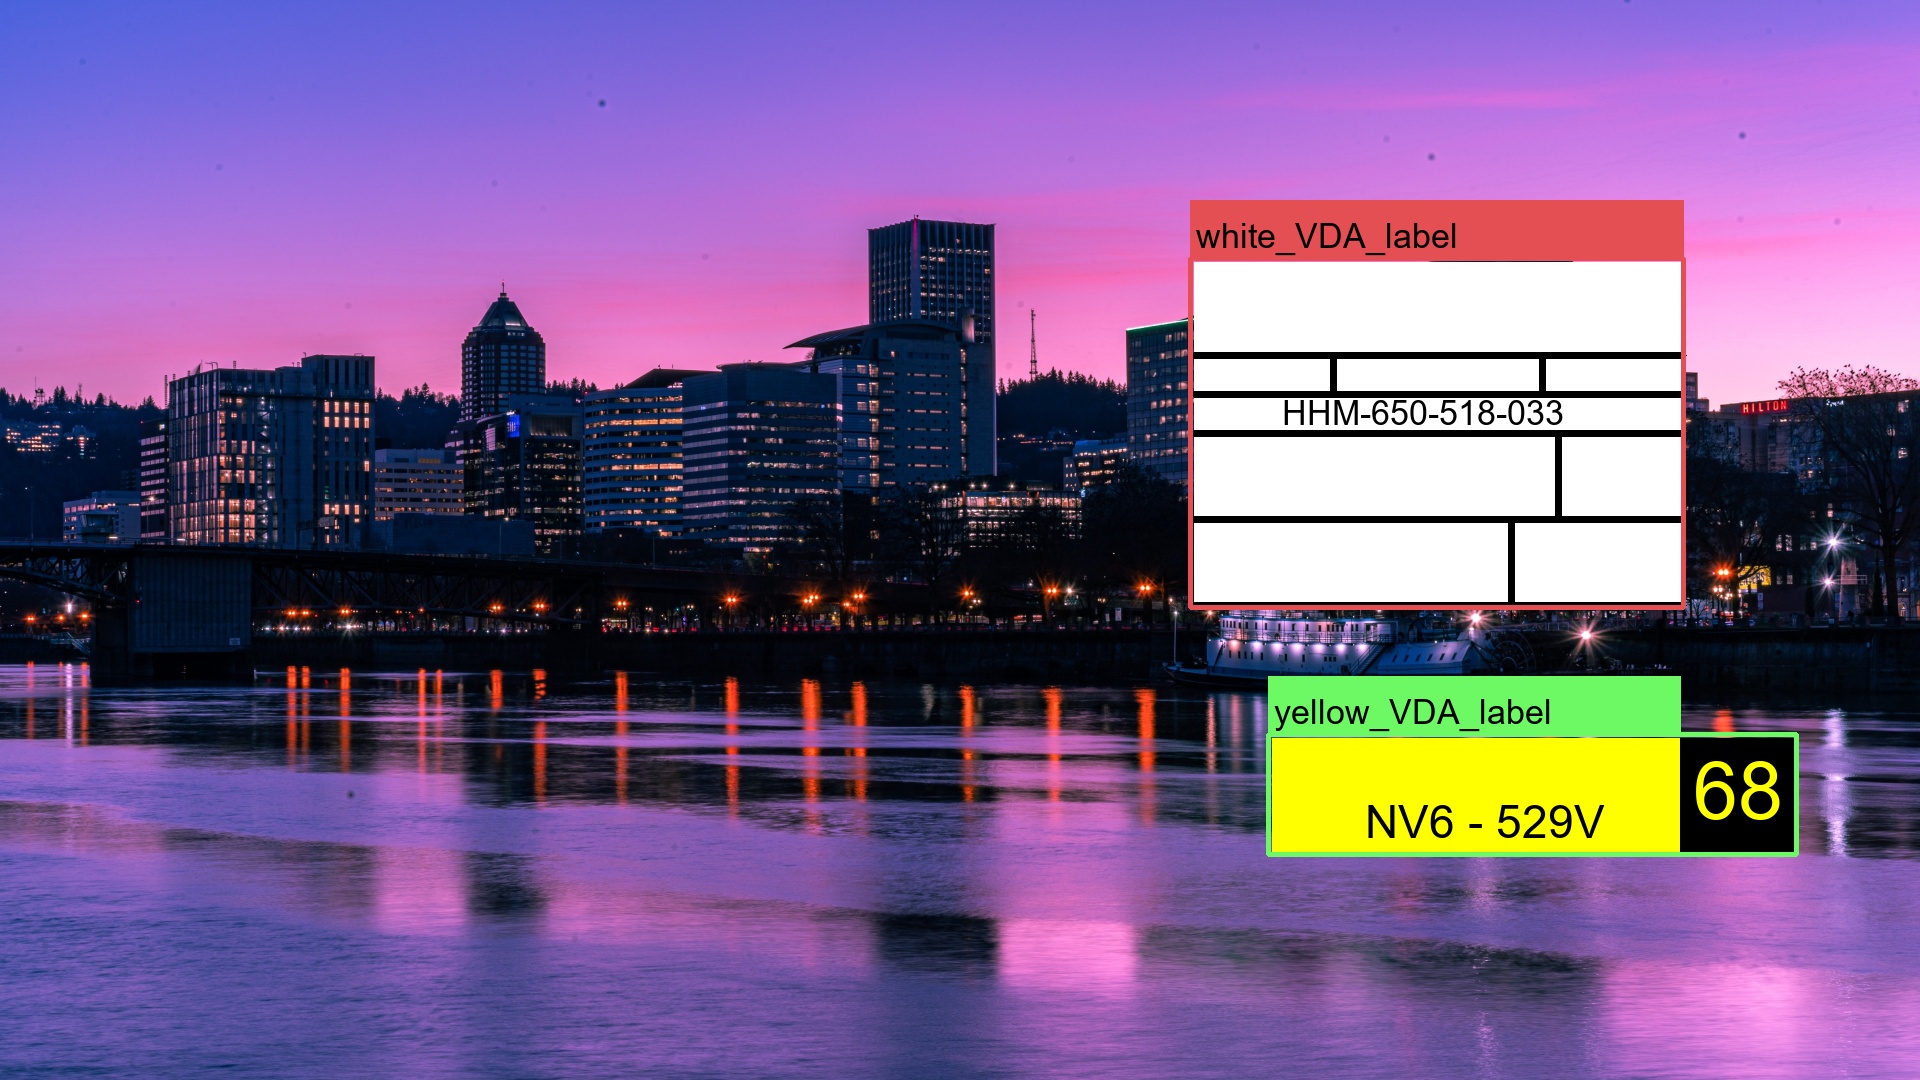 white_VDA_label
HHM-650-518-033
HILTON
yellow_VDA_label
NV6 - 529V
68